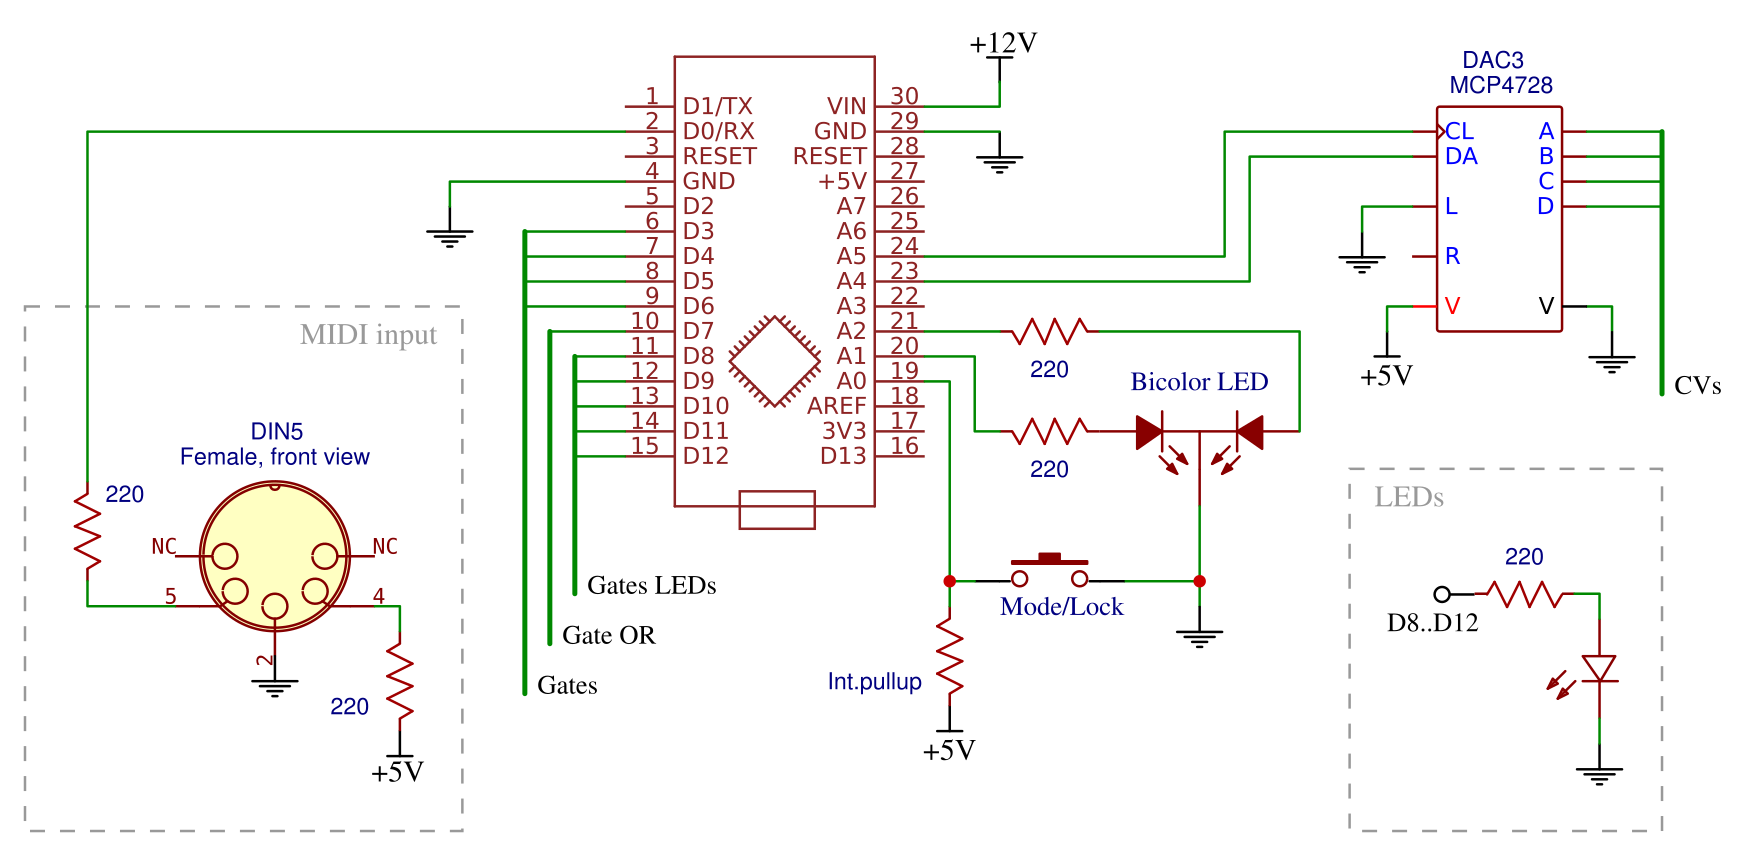 +12V
DAC3
MCP4728
1 D1/TX VIN 30
2 D0/RX GND 29
3 RESET RESET 28
4 GND +5V 27
5 D2 A7 26
6 D3 A6 25
7 D4 A5 24
8 D5 A4 23
9 D6 A3 22
10 D7 A2 21
11 D8 A1 20
12 D9 A0 19
13 D10 AREF 18
14 D11 3V3 17
15 D12 D13 16
CL A
DA B
C
L D
R
V V
+5V
CVs
MIDI input
DIN5
Female, front view
220
NC
NC
5
4
2
220
+5V
Gates LEDs
Gate OR
Gates
220
Bicolor LED
220
Mode/Lock
Int.pullup
+5V
LEDs
220
D8..D12